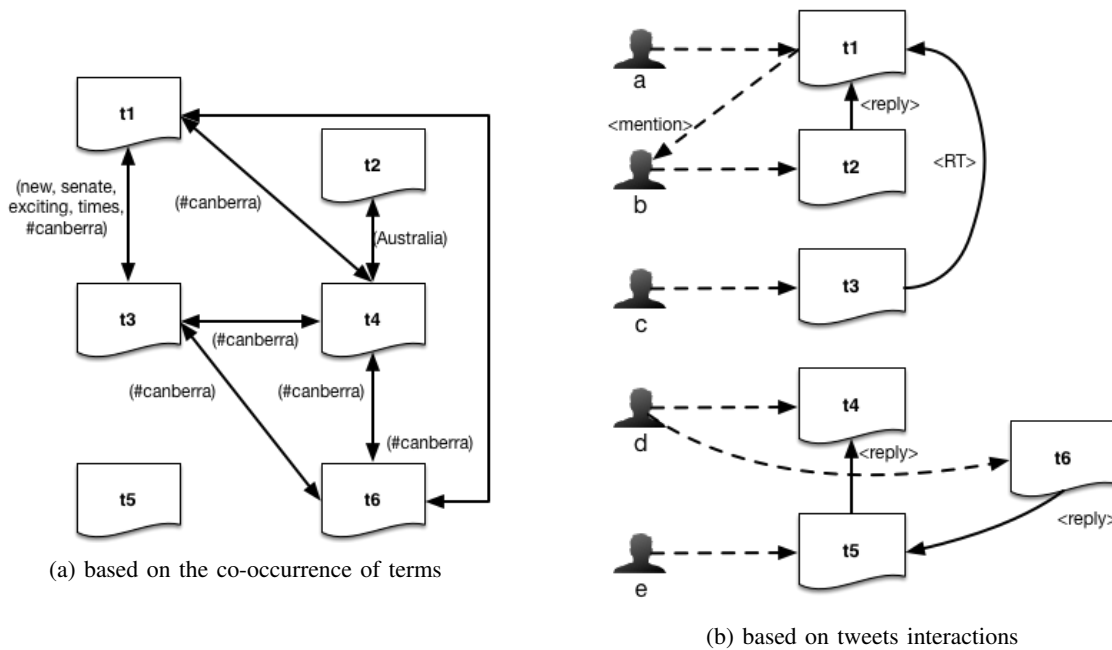 t1
t2
(new, senate,
exciting, times,
#canberra)
(#canberra)
(Australia)
t3
t4
(#canberra)
(#canberra)
(#canberra)
(#canberra)
t5
t6
(a) based on the co-occurrence of terms
a
t1
<mention>
<reply>
b
t2
<RT>
c
t3
d
t4
<reply>
t6
<reply>
e
t5
(b) based on tweets interactions